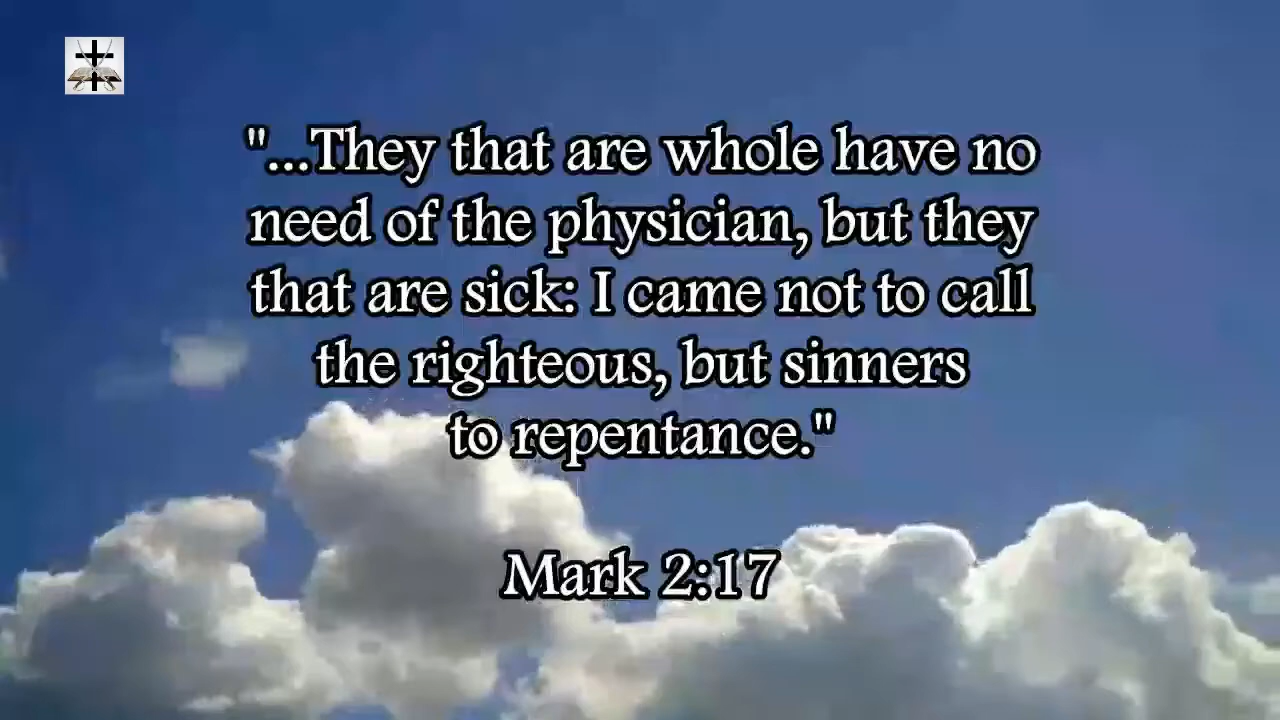 "...They that are whole have no
need of the physician, but they
that are sick: I came not to call
the righteous, but sinners
to repentance."
Mark 2:17